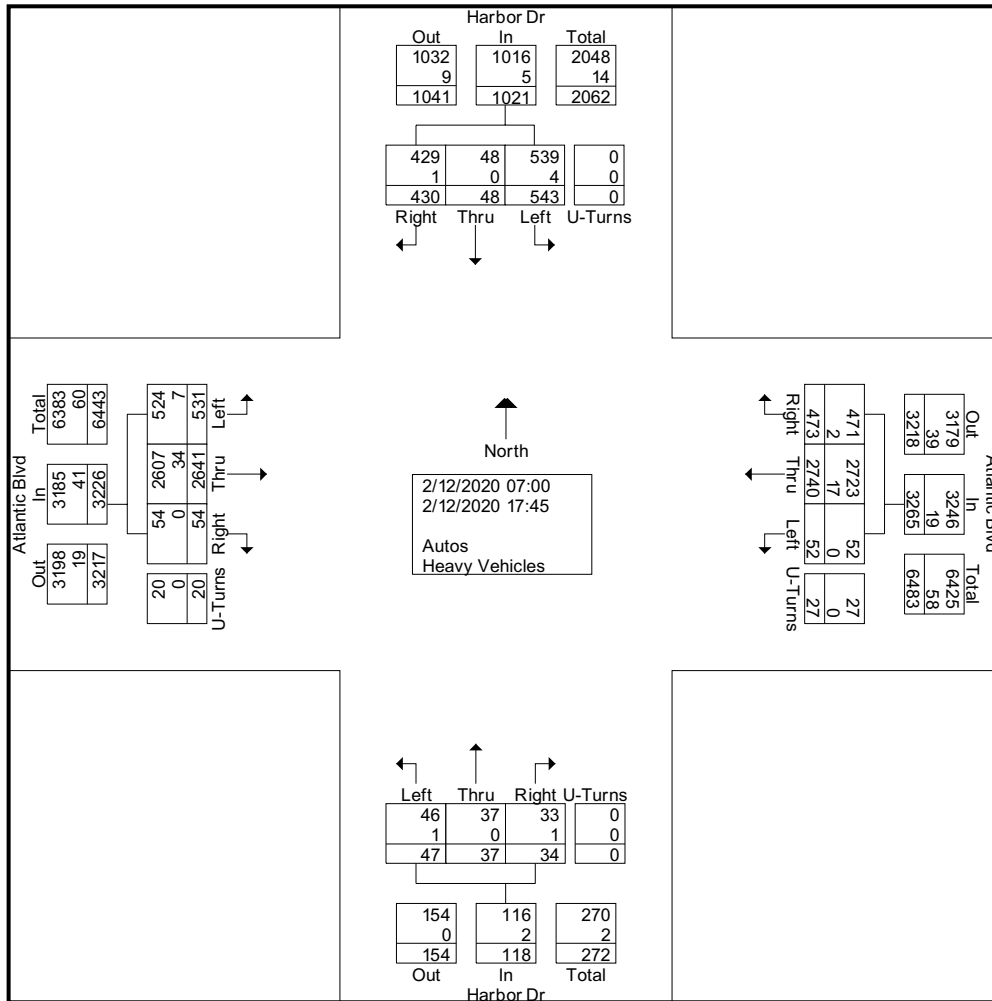 Harbor Dr
Out In Total
1032 1016 2048
9 5 14
1041 1021 2062
429 48 539 0
1 0 4 0
430 48 543 0
Right Thru Left U-Turns
Atlantic Blvd
Total In Out
6383 3185 3198
60 41 19
6443 3226 3217
524 2607 54 20
7 34 0 0
531 2641 54 20
Left Thru Right U-Turns
North
2/12/2020 07:00
2/12/2020 17:45
Autos
Heavy Vehicles
Atlantic Blvd
Out In Total
3179 3246 6425
39 19 58
3218 3265 6483
471 2723 52 27
2 17 0 0
473 2740 52 27
Right Thru Left U-Turns
Left Thru Right U-Turns
46 37 33 0
1 0 1 0
47 37 34 0
154 116 270
0 2 2
154 118 272
Out In Total
Harbor Dr